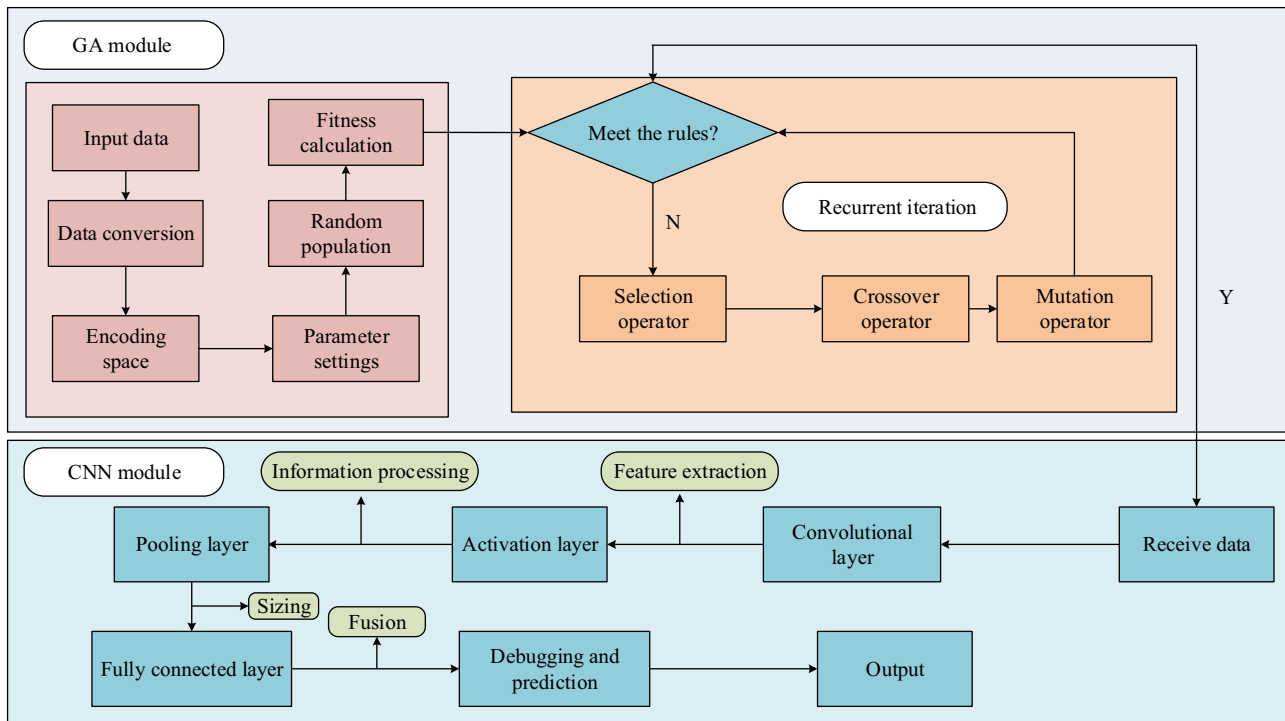 GA module
Input data
Data conversion
Encoding
space
Parameter
settings
Random
population
Fitness
calculation
Meet the rules?
N
Recurrent iteration
Selection
operator
Crossover
operator
Mutation
operator
Y
CNN module
Receive data
Convolutional
layer
Feature extraction
Activation layer
Information processing
Pooling layer
Sizing
Fully connected layer
Fusion
Debugging and
prediction
Output